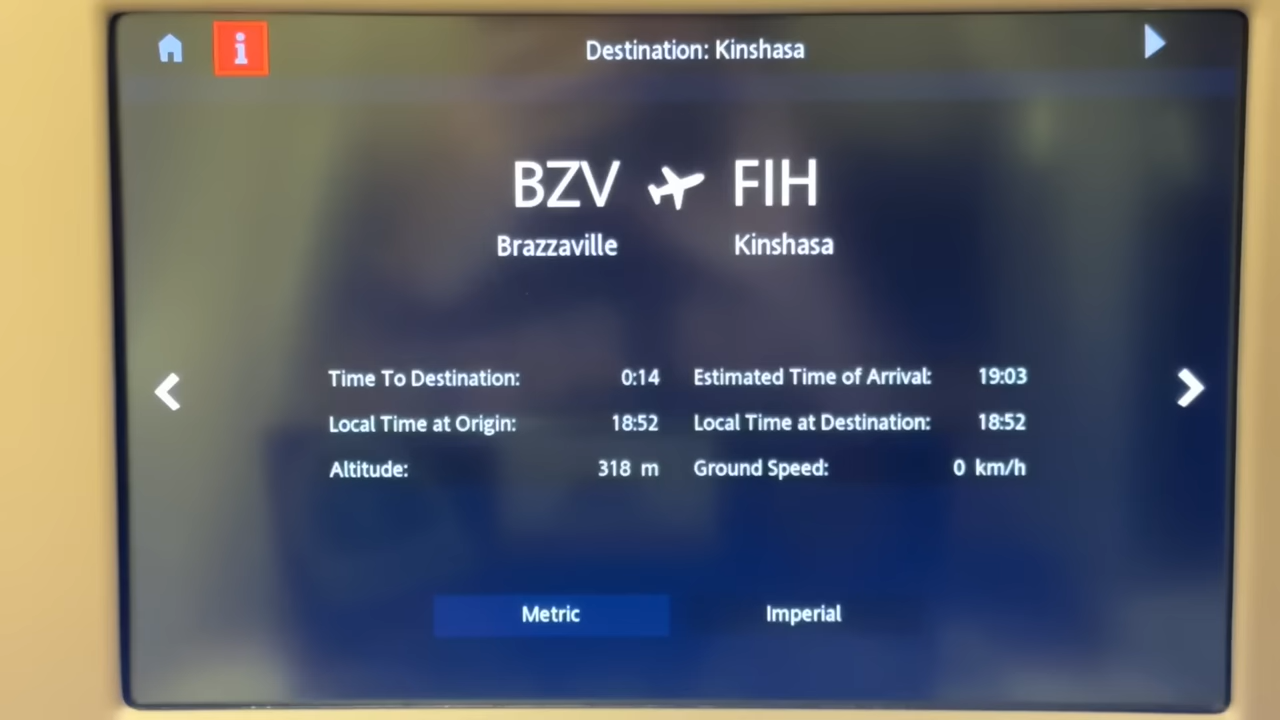 Destination: Kinshasa
BZV FIH
Brazzaville Kinshasa
Time To Destination: 0:14 Estimated Time of Arrival: 19:03
Local Time at Origin: 18:52 Local Time at Destination: 18:52
Altitude: 318 m Ground Speed: 0 km/h
Metric Imperial